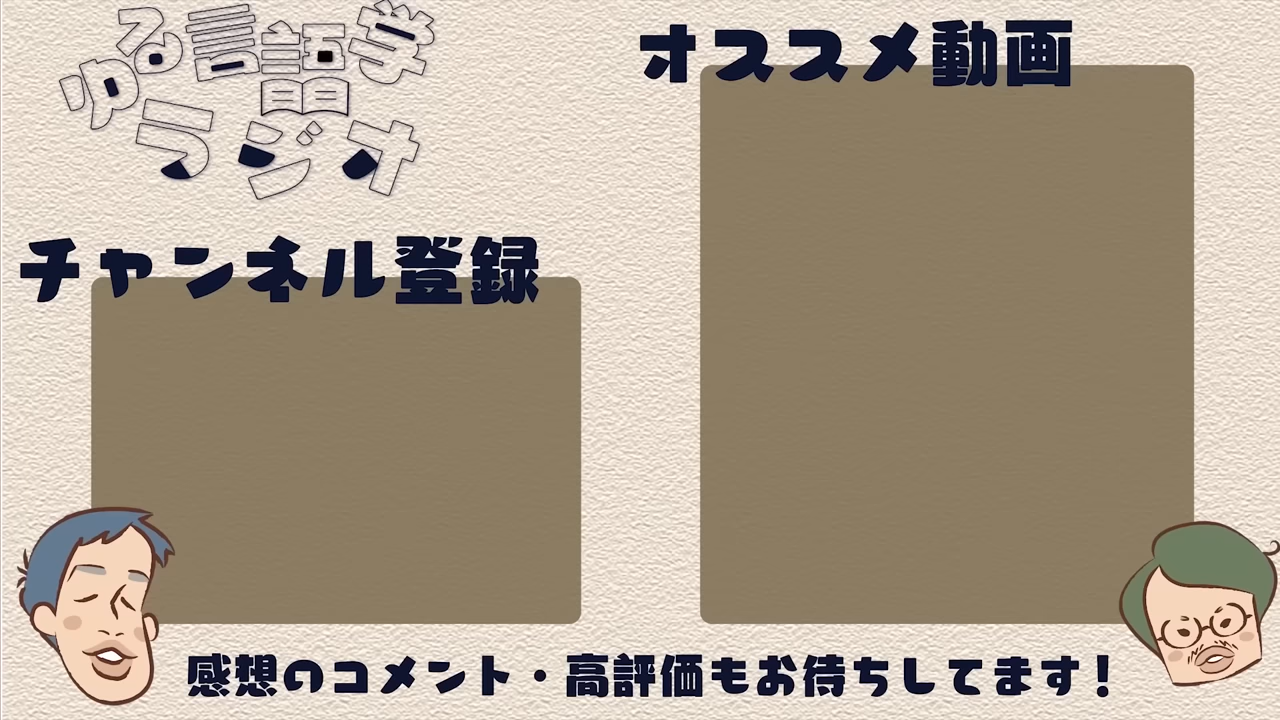 ゆる言語学
ラジオ
オススメ動画
チャンネル登録
感想のコメント・高評価もお待ちしてます!